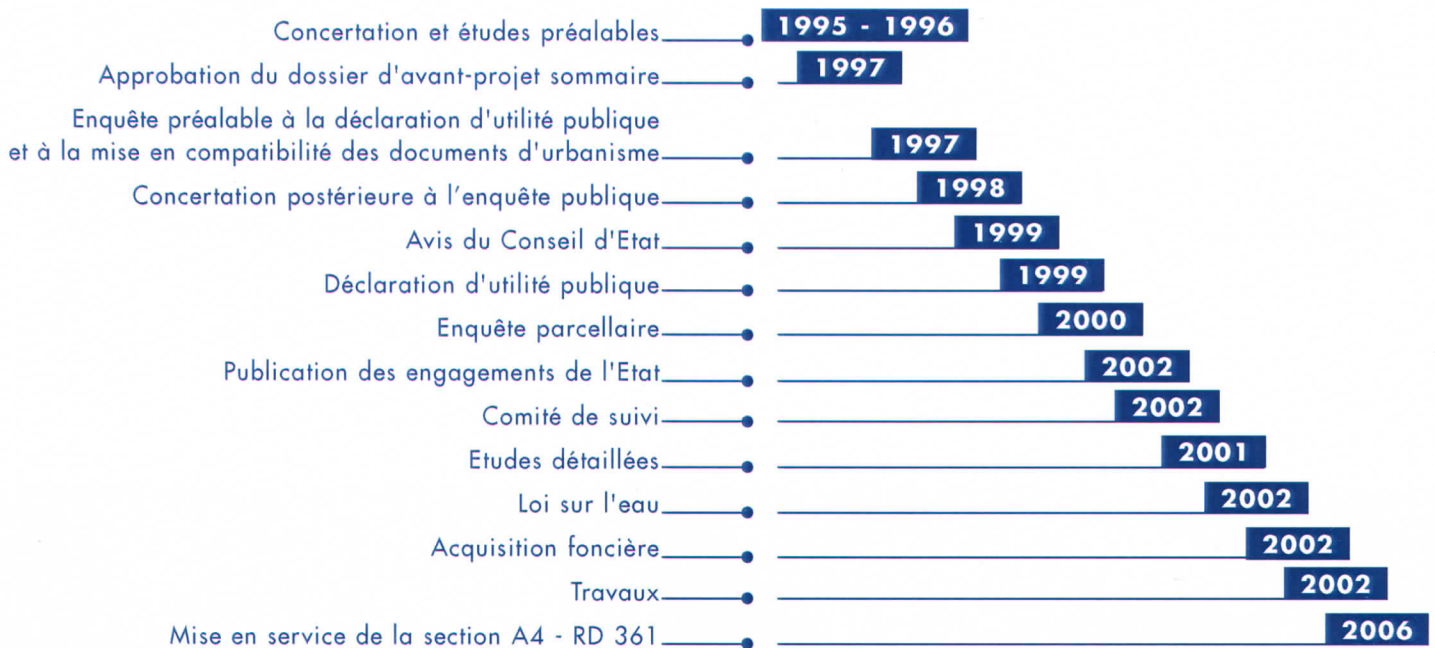 Concertation et études préalables 1995 - 1996
Approbation du dossier d'avant-projet sommaire 1997
Enquête préalable à la déclaration d'utilité publique
et à la mise en compatibilité des documents d'urbanisme 1997
Concertation postérieure à l'enquête publique 1998
Avis du Conseil d'Etat 1999
Déclaration d'utilité publique 1999
Enquête parcellaire 2000
Publication des engagements de l'Etat 2002
Comité de suivi 2002
Etudes détaillées 2001
Loi sur l'eau 2002
Acquisition foncière 2002
Travaux 2002
Mise en service de la section A4 - RD 361 2006